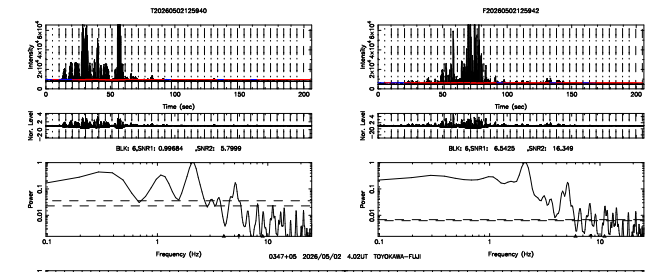 T20260502125940
F20260502125942
Intensity
0 2×10⁴ 4×10⁴ 6×10⁴
0 50 100 150 200
Time (sec)
Intensity
0 2×10⁴ 4×10⁴ 6×10⁴
0 50 100 150 200
Time (sec)
Nor. Level
-2 0 2 4
Nor. Level
-2 0 2 4
BLK: 6,SNR1: 0.99684 ,SNR2: 5.7999
BLK: 6,SNR1: 6.5425 ,SNR2: 16.349
Power
0.01 0.1 1
0.1 1 10
Frequency (Hz)
Power
0.01 0.1 1
0.1 1 10
Frequency (Hz)
0347+05 2026/05/02 4.02UT TOYOKAWA-FUJI